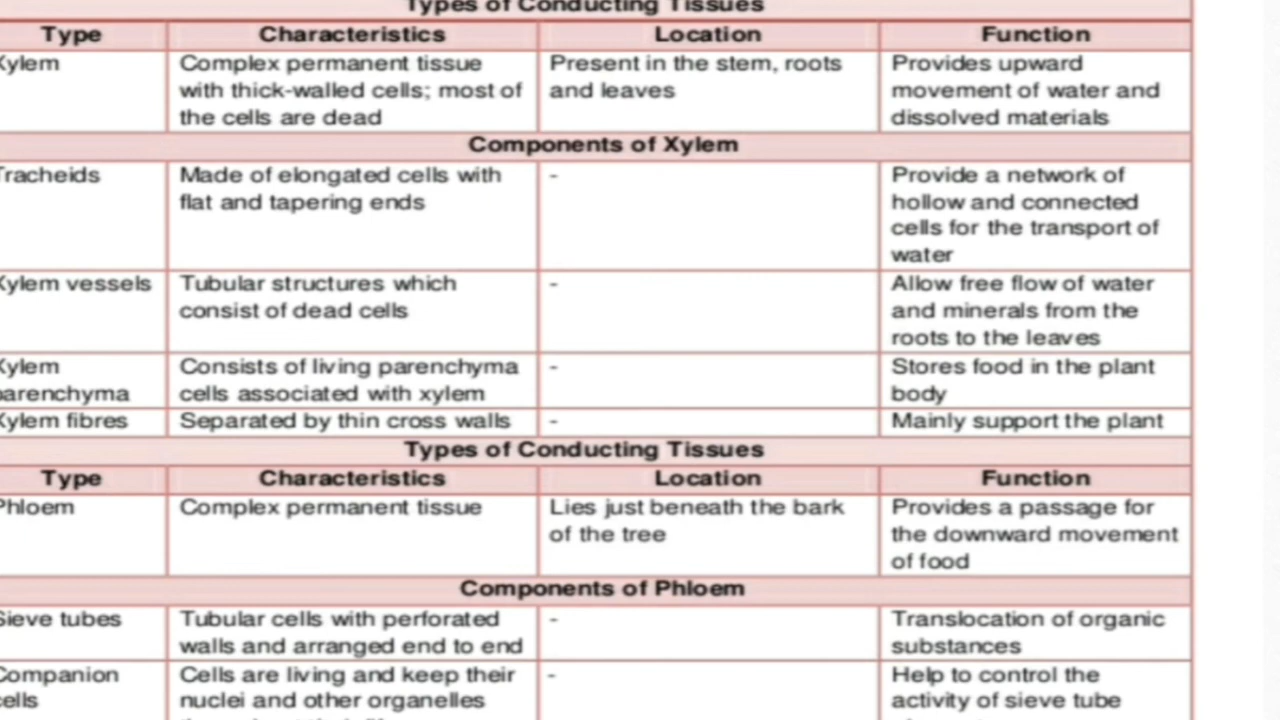 Types of Conducting Tissues
Type Characteristics Location Function
Xylem Complex permanent tissue Present in the stem, roots Provides upward
with thick-walled cells; most of and leaves movement of water and
the cells are dead dissolved materials
Components of Xylem
Tracheids Made of elongated cells with - Provide a network of
flat and tapering ends hollow and connected
cells for the transport of
water
Xylem vessels Tubular structures which - Allow free flow of water
consist of dead cells and minerals from the
roots to the leaves
Xylem Consists of living parenchyma - Stores food in the plant
parenchyma cells associated with xylem body
Xylem fibres Separated by thin cross walls - Mainly support the plant
Types of Conducting Tissues
Type Characteristics Location Function
Phloem Complex permanent tissue Lies just beneath the bark Provides a passage for
of the tree the downward movement
of food
Components of Phloem
Sieve tubes Tubular cells with perforated - Translocation of organic
walls and arranged end to end substances
Companion Cells are living and keep their - Help to control the
cells nuclei and other organelles activity of sieve tube